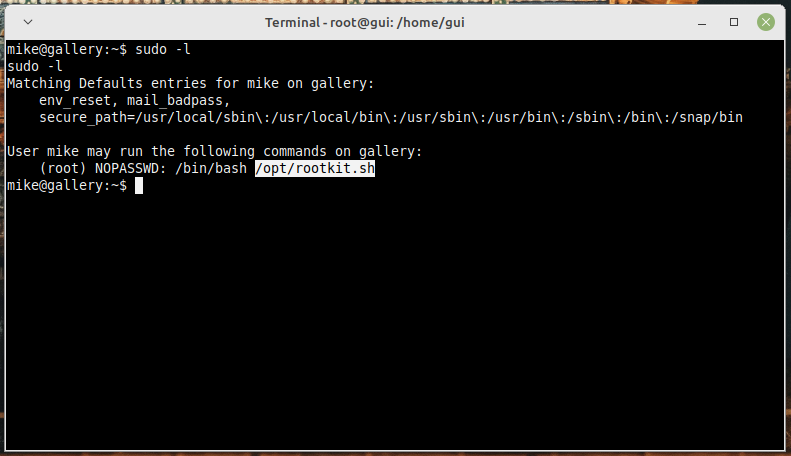 Terminal - root@gui: /home/gui
mike@gallery:~$ sudo -l
sudo -l
Matching Defaults entries for mike on gallery:
    env_reset, mail_badpass,
    secure_path=/usr/local/sbin\:/usr/local/bin\:/usr/sbin\:/usr/bin\:/sbin\:/bin\:/snap/bin

User mike may run the following commands on gallery:
    (root) NOPASSWD: /bin/bash /opt/rootkit.sh
mike@gallery:~$